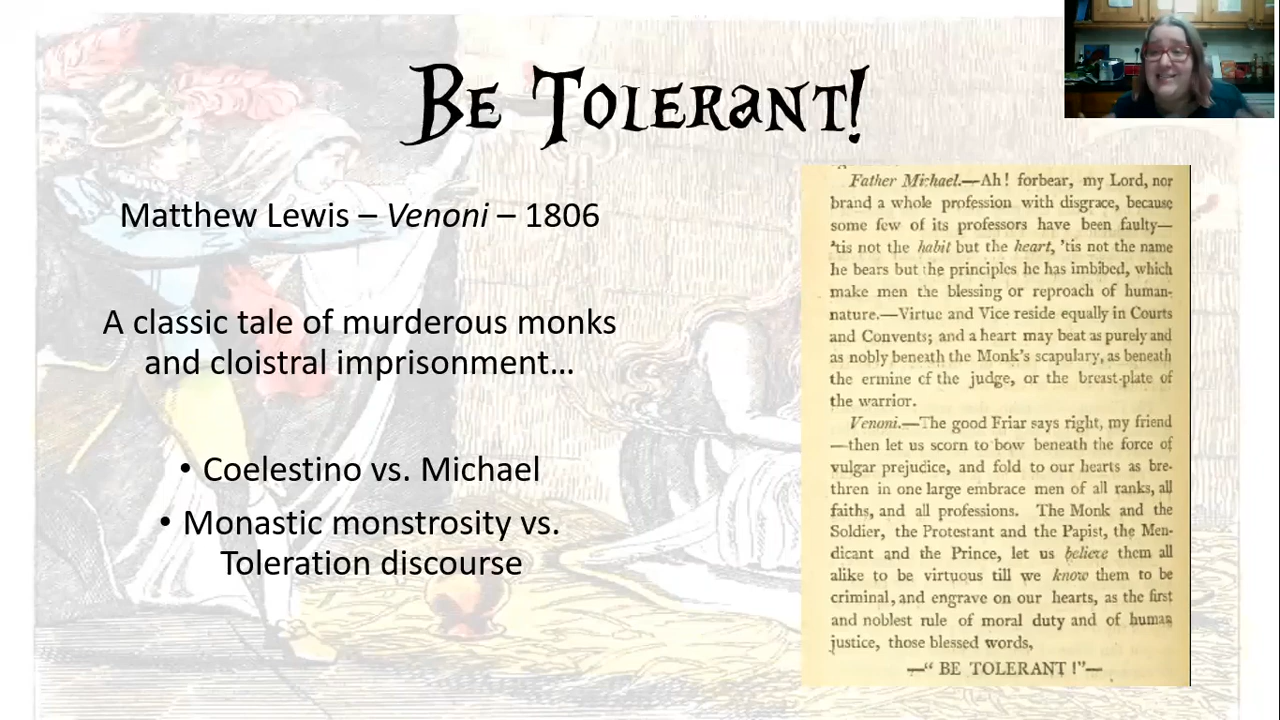 Be Tolerant!
Matthew Lewis – Venoni – 1806
A classic tale of murderous monks
and cloistral imprisonment...
• Coelestino vs. Michael
• Monastic monstrosity vs.
Toleration discourse
Father Michael.—Ah! forbear, my Lord, nor
brand a whole profession with disgrace, because
some few of its professors have been faulty—
'tis not the habit but the heart, 'tis not the name
he bears but the principles he has imbibed, which
make men the blessing or reproach of human-
nature.—Virtue and Vice reside equally in Courts
and Convents; and a heart may beat as purely and
as nobly beneath the Monk's scapulary, as beneath
the ermine of the judge, or the breast-plate of
the warrior.
Venoni.—The good Friar says right, my friend
—then let us scorn to bow beneath the force of
vulgar prejudice, and fold to our hearts as bre-
thren in one large embrace men of all ranks, all
faiths, and all professions. The Monk and the
Soldier, the Protestant and the Papist, the Men-
dicant and the Prince, let us believe them all
alike to be virtuous till we know them to be
criminal, and engrave on our hearts, as the first
and noblest rule of moral duty and of human
justice, those blessed words,
—"BE TOLERANT!"—